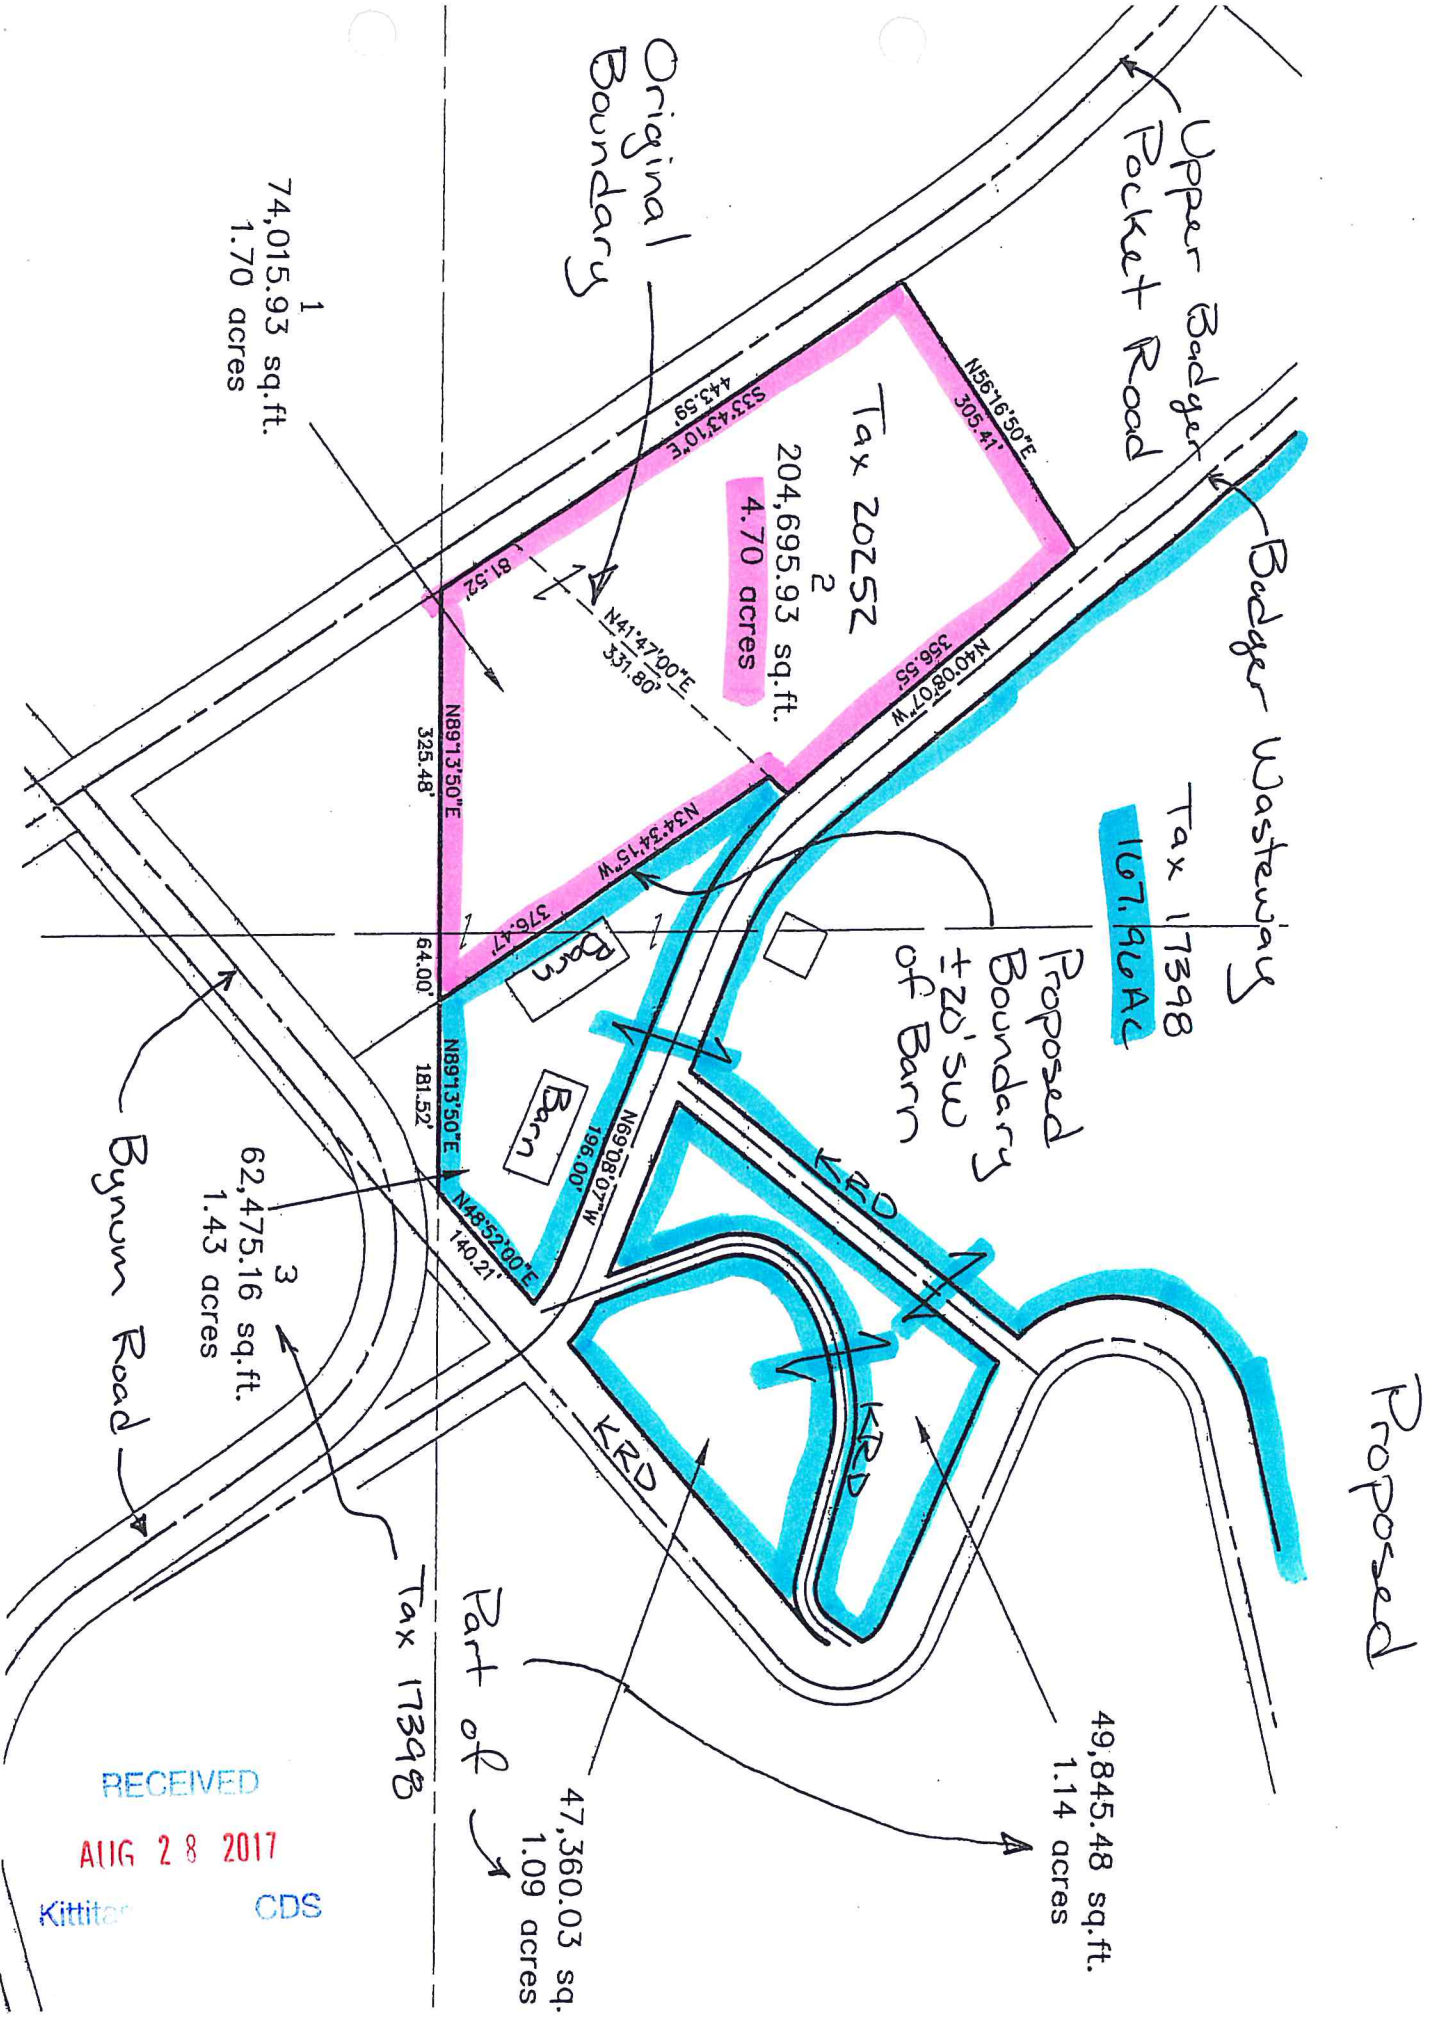 Proposed
Upper Badger
Pocket Road
Badger Wasteway
Tax 17398
167.96 AC
Proposed
Boundary
±20' SW
of Barn
Original
Boundary
N56°16'50"E
305.41'
Tax 20252
2
204,695.93 sq.ft.
4.70 acres
S33°43'10"E
443.59'
81.52'
N40°08'07"W
356.55'
N41°47'00"E
331.80'
N34°34'15"W
376.47'
1
74,015.93 sq.ft.
1.70 acres
N89°13'50"E
325.48'
64.00'
N89°13'50"E
181.52'
Barn
Barn
N69°08'07"W
196.00'
N48°52'00"E
140.21'
KRD
KRD
KRD
49,845.48 sq.ft.
1.14 acres
47,360.03 sq.
1.09 acres
Part of
Tax 17398
3
62,475.16 sq.ft.
1.43 acres
Bynum Road
RECEIVED
AUG 28 2017
CDS